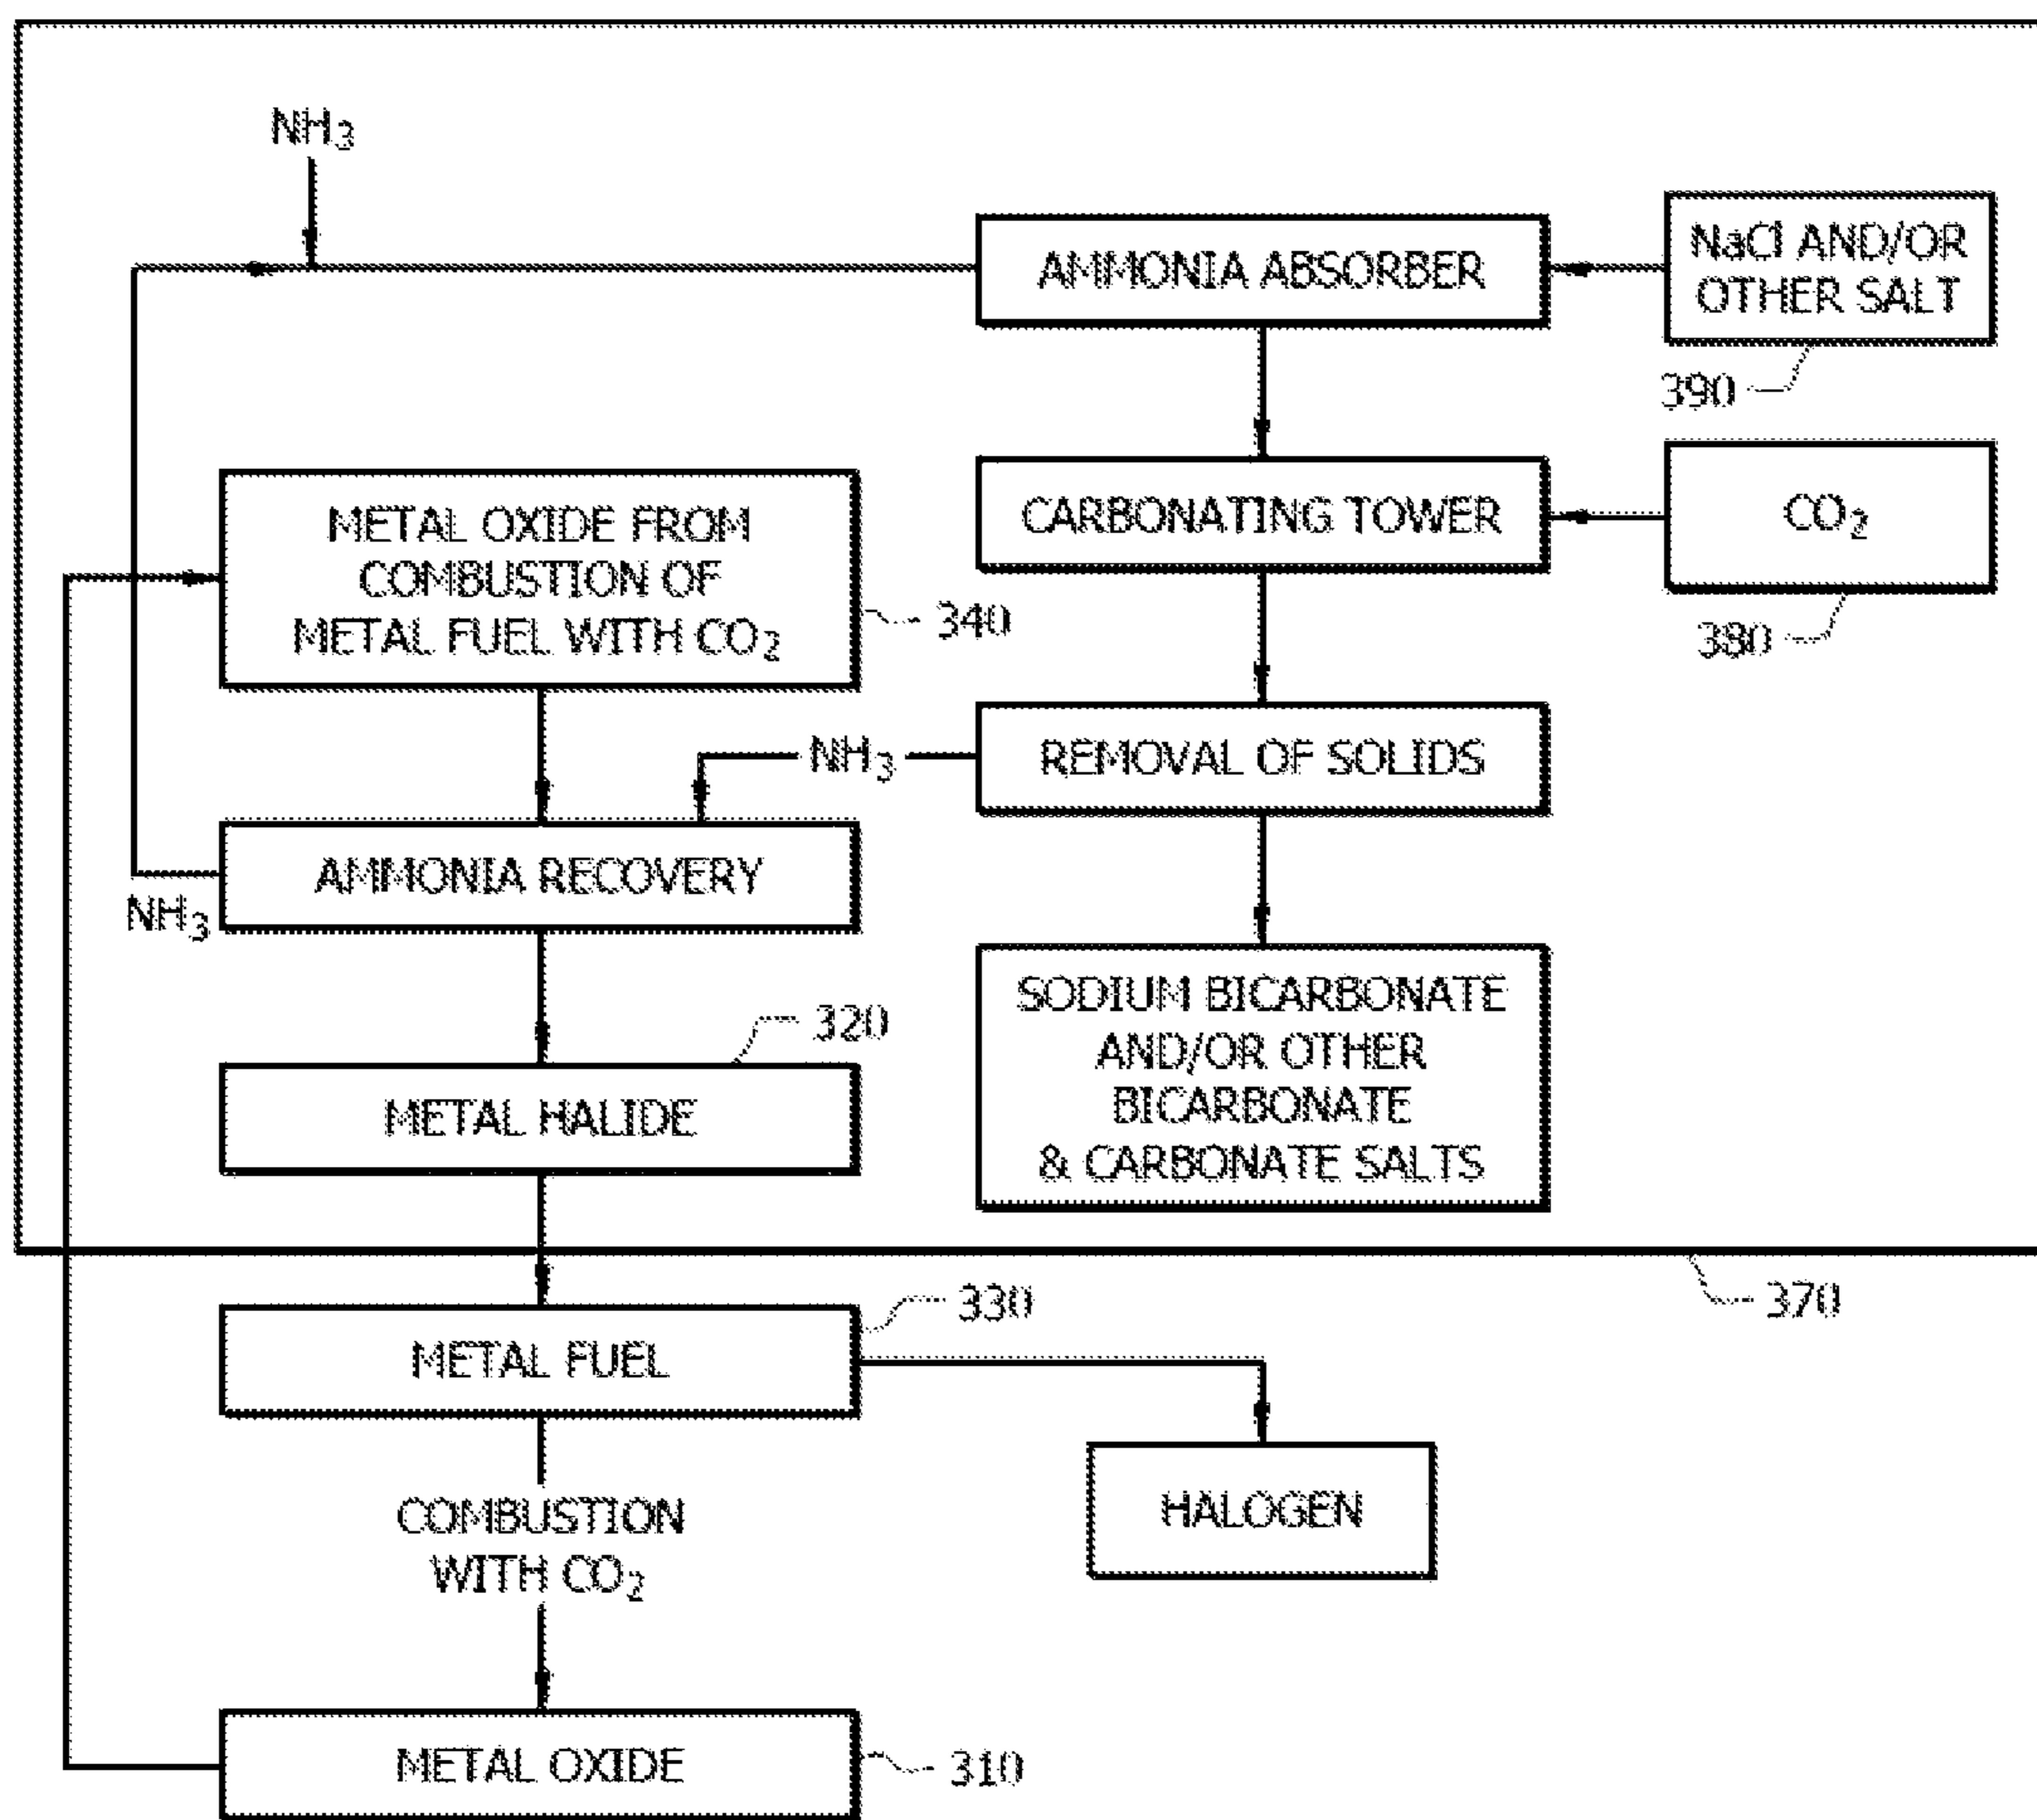 NH₃
AMMONIA ABSORBER
NaCl AND/OR
OTHER SALT
390
METAL OXIDE FROM
COMBUSTION OF
METAL FUEL WITH CO₂
340
CARBONATING TOWER
CO₂
380
NH₃
REMOVAL OF SOLIDS
AMMONIA RECOVERY
NH₃
320
METAL HALIDE
SODIUM BICARBONATE
AND/OR OTHER
BICARBONATE
& CARBONATE SALTS
370
330
METAL FUEL
HALOGEN
COMBUSTION
WITH CO₂
METAL OXIDE
310